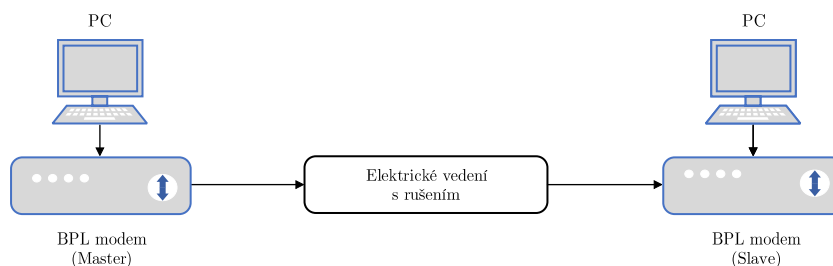 PC
PC
Elektrické vedení
s rušením
BPL modem
(Master)
BPL modem
(Slave)